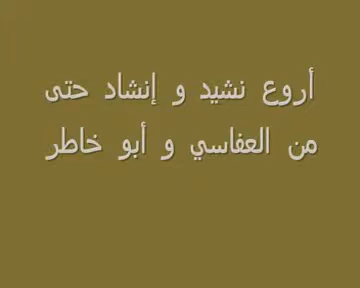 أروع نشيد و إنشاد حتى
من العفاسي و أبو خاطر